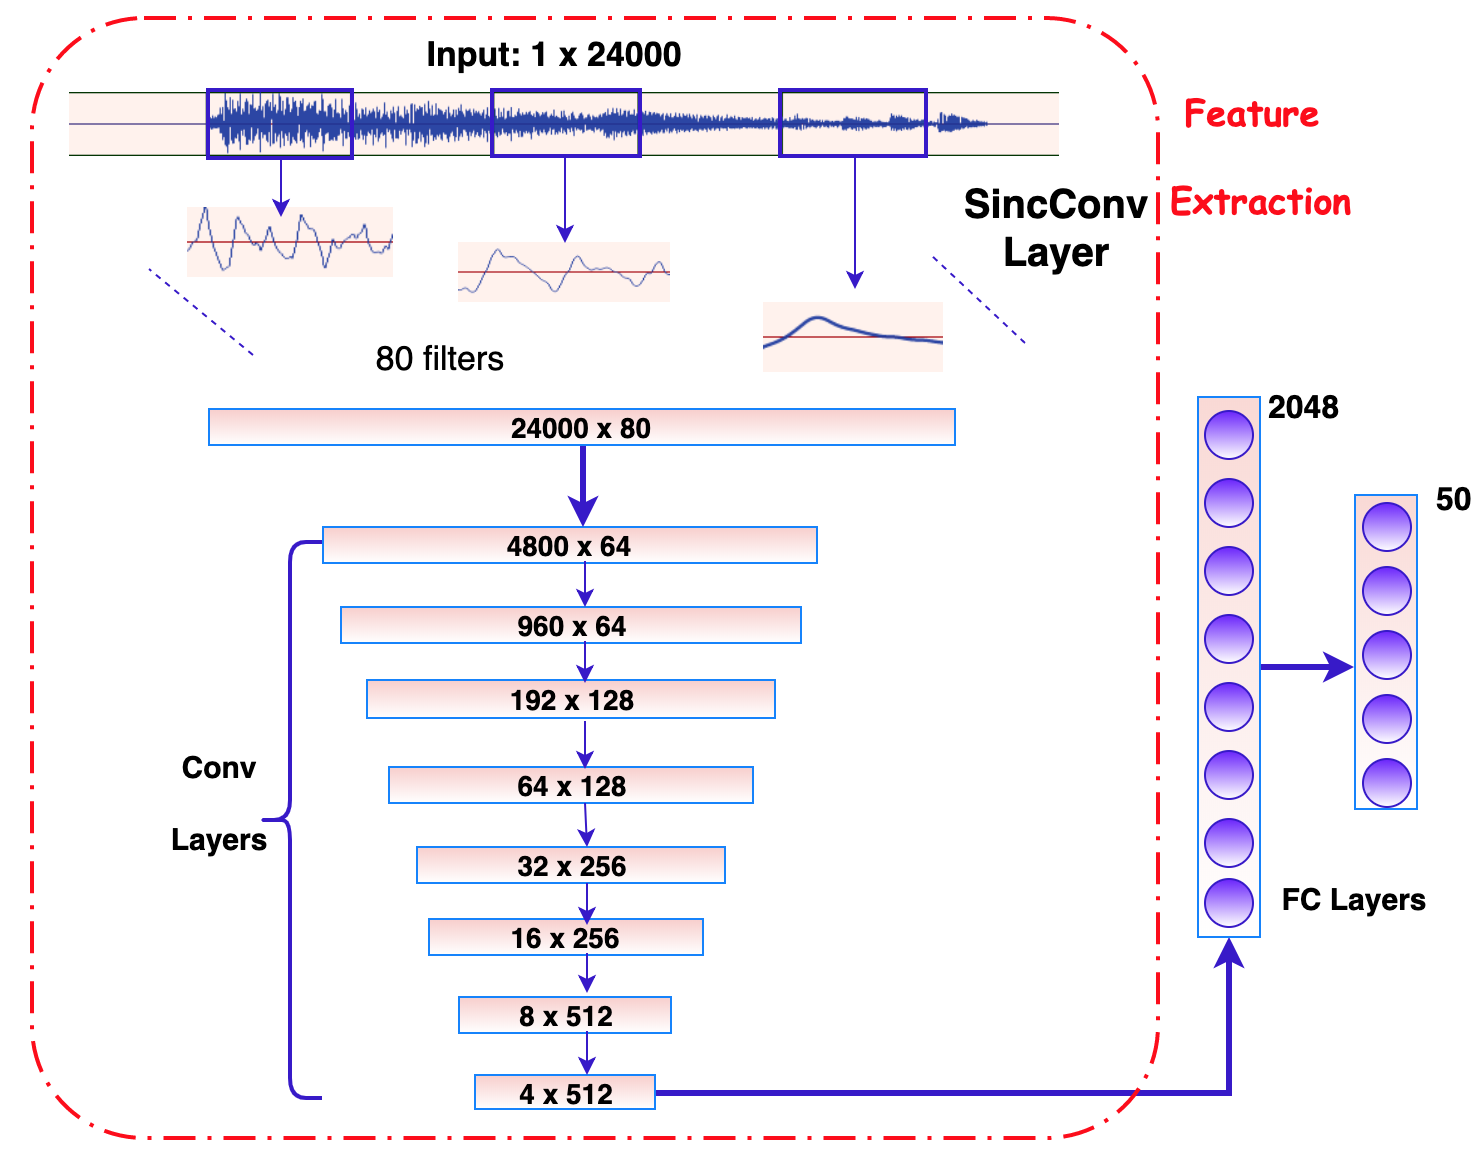 Input: 1 x 24000
Feature
Extraction
SincConv
Layer
80 filters
24000 x 80
4800 x 64
960 x 64
192 x 128
64 x 128
32 x 256
16 x 256
8 x 512
4 x 512
Conv
Layers
2048
50
FC Layers